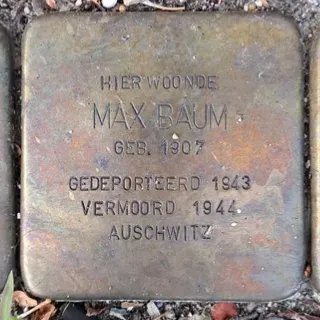 HIER WOONDE
MAX BAUM
GEB. 1907
GEDEPORTEERD 1943
VERMOORD 1944
AUSCHWITZ